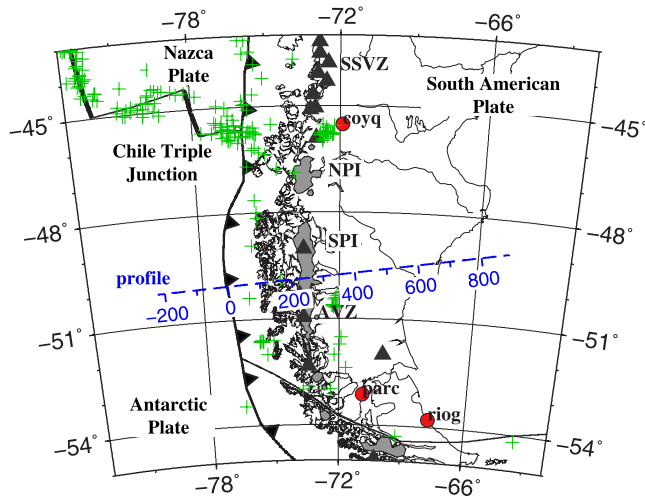 −78°
−72°
−66°
Nazca
Plate
SSVZ
South American
Plate
−45°
coyq
−45°
Chile Triple
Junction
NPI
−48°
SPI
−48°
profile
−200
0
200
400
600
800
AVZ
−51°
−51°
Antarctic
Plate
parc
riog
−54°
−54°
−78°
−72°
−66°